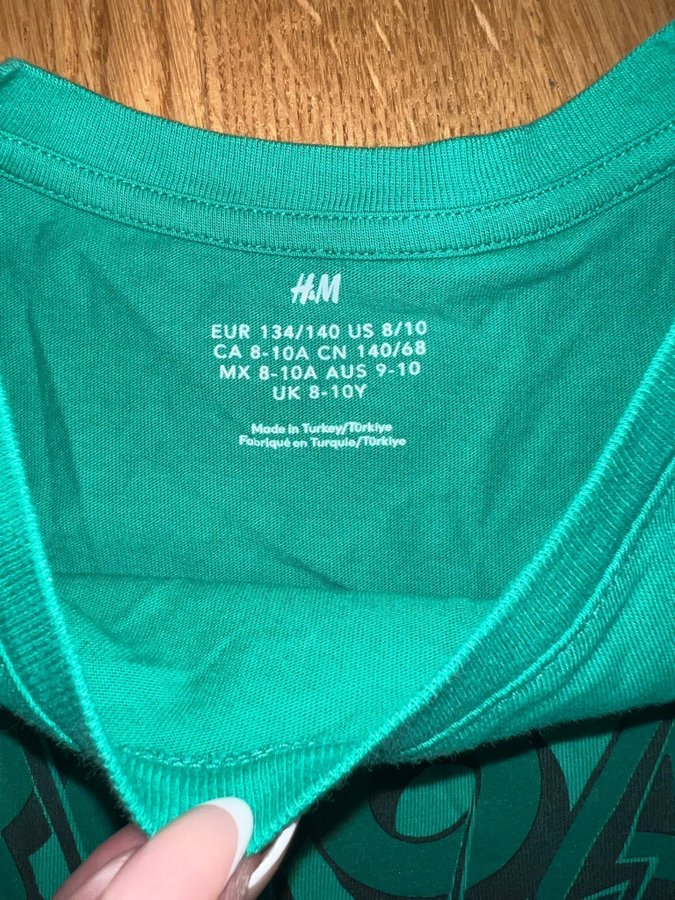 H&M
EUR 134/140 US 8/10
CA 8-10A CN 140/68
MX 8-10A AUS 9-10
UK 8-10Y
Made in Turkey/Türkiye
Fabriqué en Turquie/Türkiye